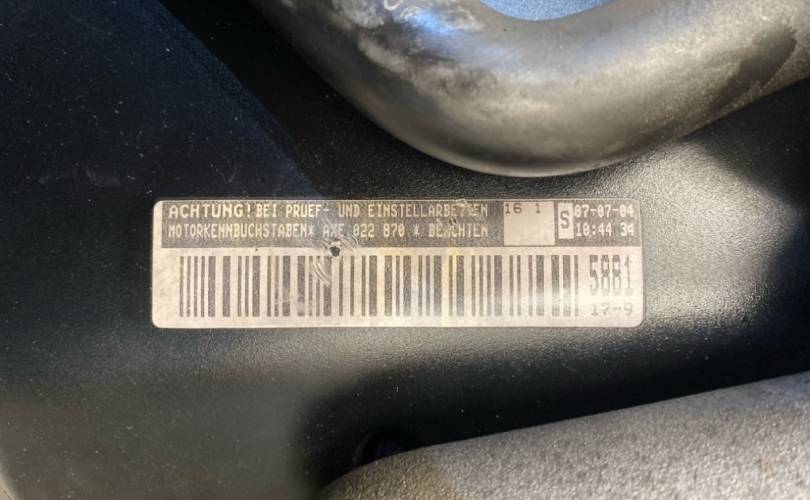 ACHTUNG! BEI PRUEF- UND EINSTELLARBEITEN 16 1 S 07-07-04
MOTORKENNBUCHSTABEN* AXE 022 870 * BEACHTEN 10:44 34
5881
17-9